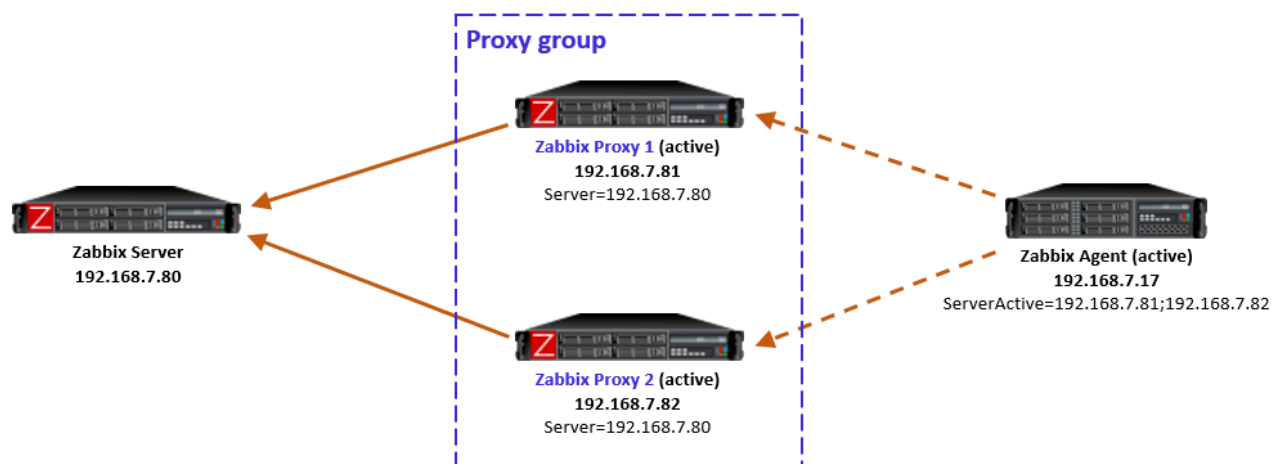 Proxy group
Z
Zabbix Proxy 1 (active)
192.168.7.81
Server=192.168.7.80
Z
Zabbix Server
192.168.7.80
Zabbix Agent (active)
192.168.7.17
ServerActive=192.168.7.81;192.168.7.82
Z
Zabbix Proxy 2 (active)
192.168.7.82
Server=192.168.7.80